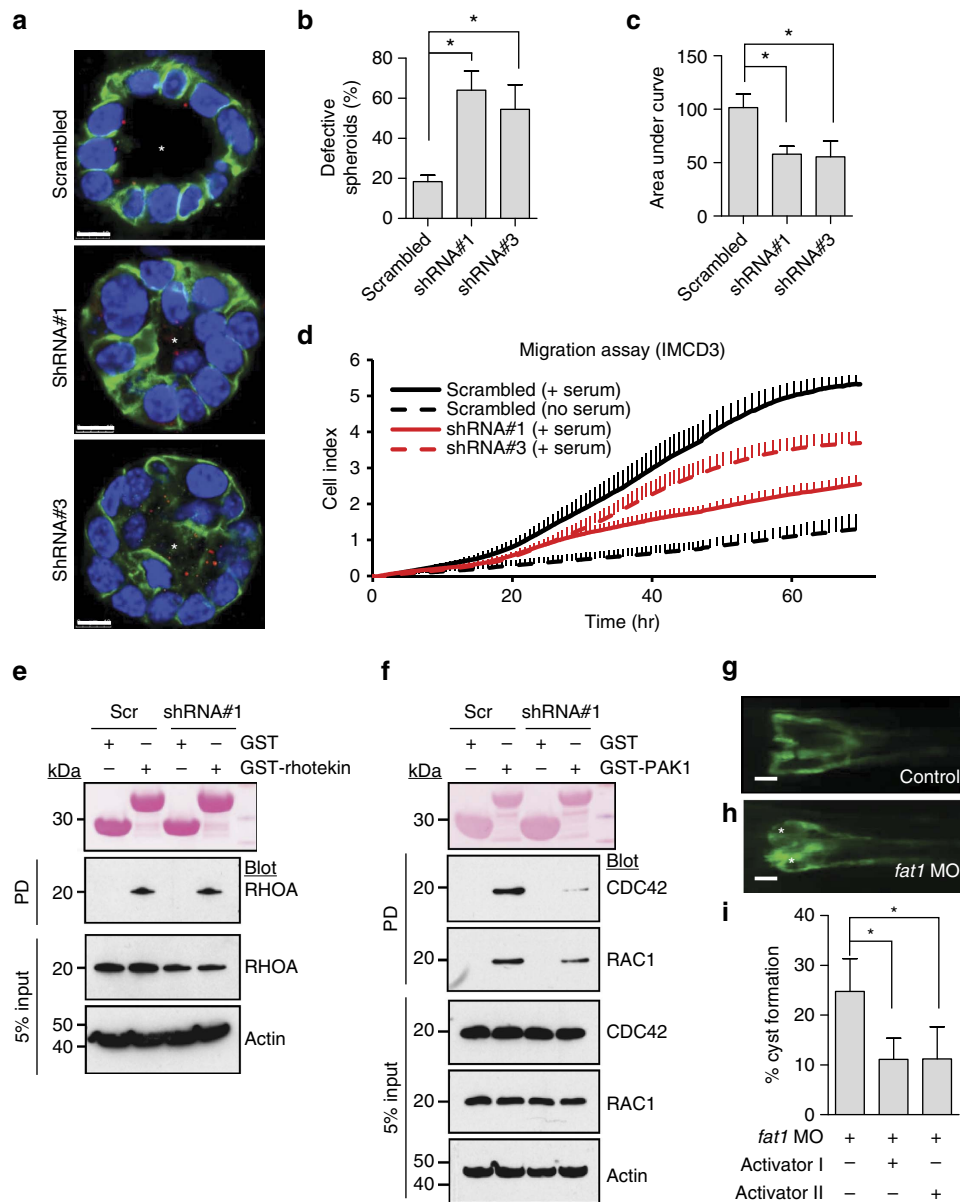 a
Scrambled
ShRNA#1
ShRNA#3
b
Defective
spheroids (%)
80
60
40
20
0
*
*
Scrambled
shRNA#1
shRNA#3
c
Area under curve
150
100
50
0
*
*
Scrambled
shRNA#1
shRNA#3
d
Migration assay (IMCD3)
Cell index
6
5
4
3
2
1
0
Scrambled (+ serum)
Scrambled (no serum)
shRNA#1 (+ serum)
shRNA#3 (+ serum)
0 20 40 60
Time (hr)
e
Scr shRNA#1
+ – + – GST
kDa – + – + GST-rhotekin
30
Blot
PD
20 RHOA
5% input
20 RHOA
50
40
Actin
f
Scr shRNA#1
+ – + – GST
kDa – + – + GST-PAK1
30
Blot
PD
20 CDC42
20 RAC1
5% input
20 CDC42
20 RAC1
50
40
Actin
g
Control
h
*
*
fat1 MO
i
% cyst formation
40
30
20
10
0
*
*
fat1 MO + + +
Activator I – + –
Activator II – – +